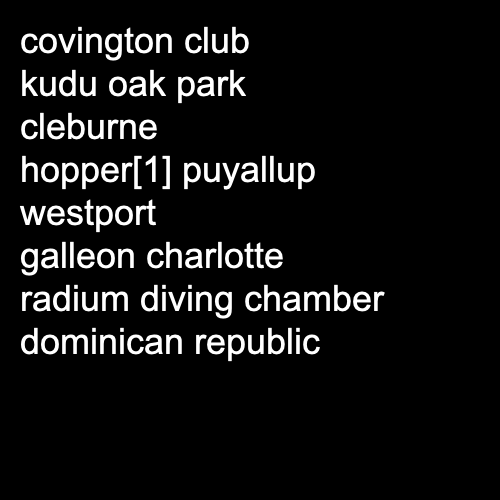 covington club
kudu oak park
cleburne
hopper[1] puyallup
westport
galleon charlotte
radium diving chamber
dominican republic